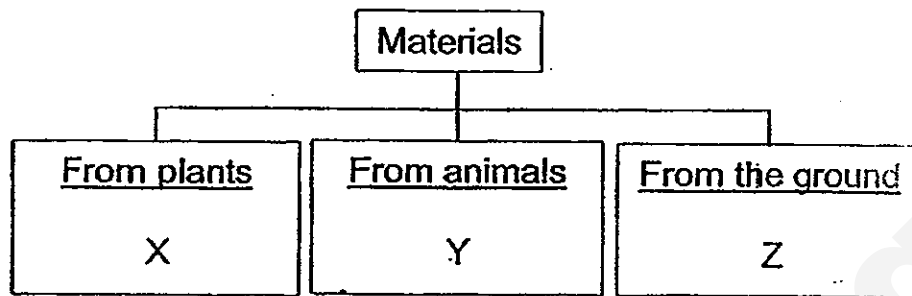 Materials
From plants
X
From animals
Y
From the ground
Z